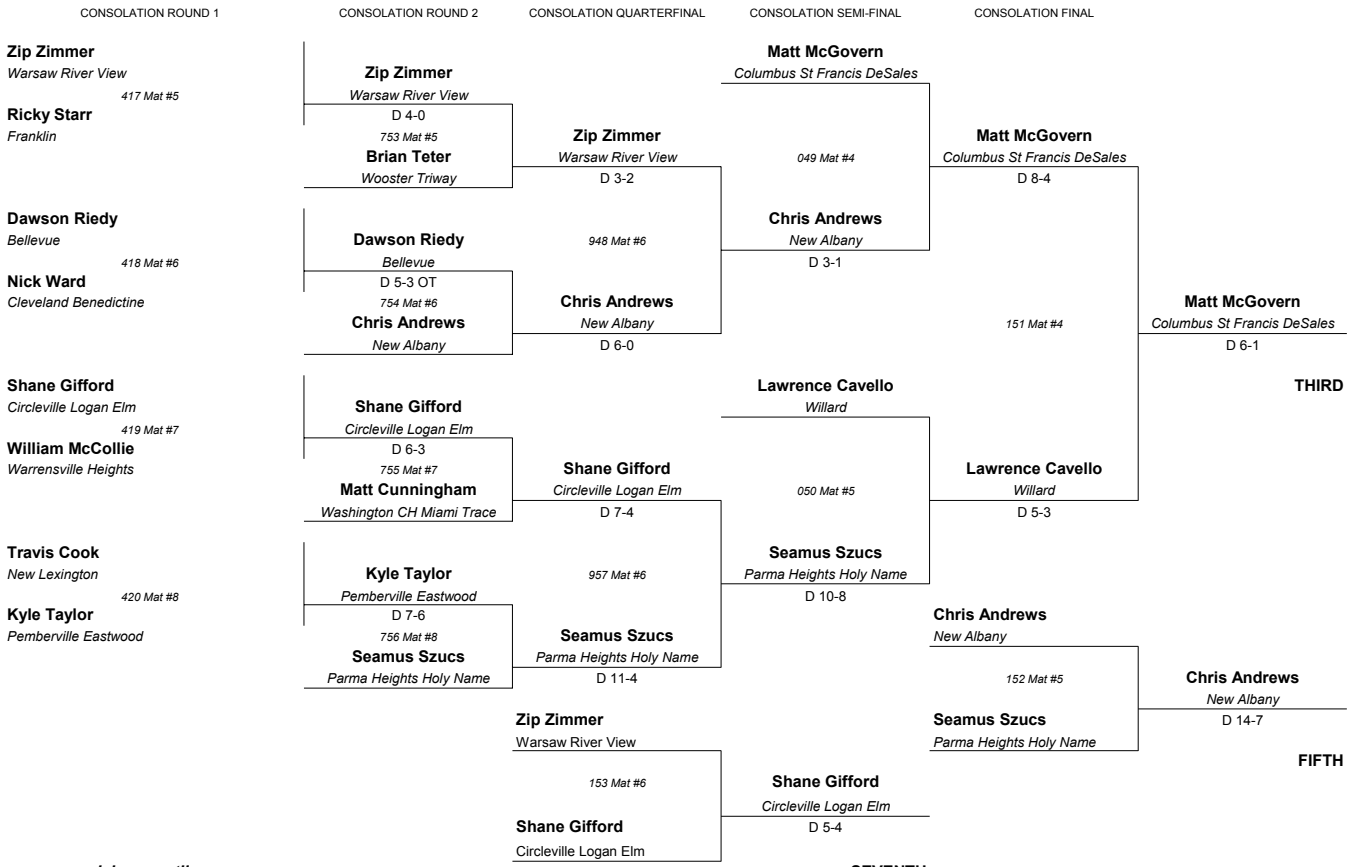 CONSOLATION ROUND 1
CONSOLATION ROUND 2
CONSOLATION QUARTERFINAL
CONSOLATION SEMI-FINAL
CONSOLATION FINAL
Zip Zimmer
Warsaw River View
417 Mat #5
Ricky Starr
Franklin
Dawson Riedy
Bellevue
418 Mat #6
Nick Ward
Cleveland Benedictine
Shane Gifford
Circleville Logan Elm
419 Mat #7
William McCollie
Warrensville Heights
Travis Cook
New Lexington
420 Mat #8
Kyle Taylor
Pemberville Eastwood
Zip Zimmer
Warsaw River View
D 4-0
753 Mat #5
Brian Teter
Wooster Triway
Dawson Riedy
Bellevue
D 5-3 OT
754 Mat #6
Chris Andrews
New Albany
Shane Gifford
Circleville Logan Elm
D 6-3
755 Mat #7
Matt Cunningham
Washington CH Miami Trace
Kyle Taylor
Pemberville Eastwood
D 7-6
756 Mat #8
Seamus Szucs
Parma Heights Holy Name
Zip Zimmer
Warsaw River View
D 3-2
948 Mat #6
Chris Andrews
New Albany
D 6-0
Shane Gifford
Circleville Logan Elm
D 7-4
957 Mat #6
Seamus Szucs
Parma Heights Holy Name
D 11-4
Zip Zimmer
Warsaw River View
153 Mat #6
Shane Gifford
Circleville Logan Elm
Matt McGovern
Columbus St Francis DeSales
049 Mat #4
Chris Andrews
New Albany
D 3-1
Lawrence Cavello
Willard
050 Mat #5
Seamus Szucs
Parma Heights Holy Name
D 10-8
Shane Gifford
Circleville Logan Elm
D 5-4
SEVENTH
Matt McGovern
Columbus St Francis DeSales
D 8-4
151 Mat #4
Lawrence Cavello
Willard
D 5-3
Chris Andrews
New Albany
152 Mat #5
Seamus Szucs
Parma Heights Holy Name
Matt McGovern
Columbus St Francis DeSales
D 6-1
THIRD
Chris Andrews
New Albany
D 14-7
FIFTH